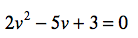 2v² − 5v + 3 = 0